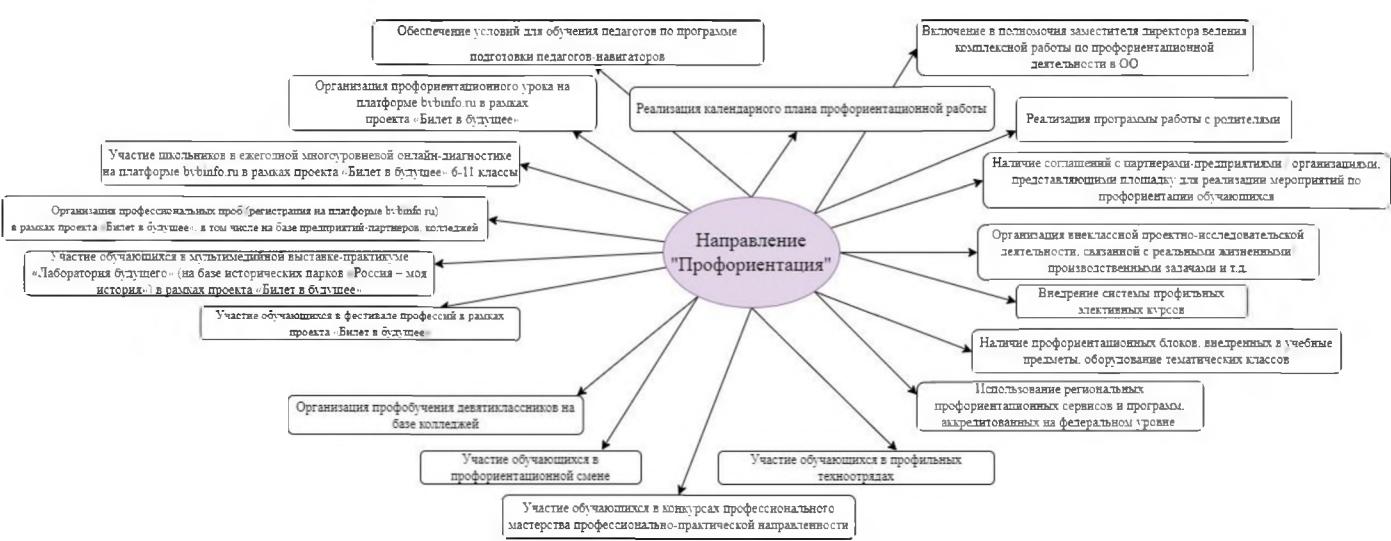 Обеспечение условий для обучения педагогов по программе
подготовки педагогов-навигаторов
Включение в полномочия заместителя директора ведения
комплексной работы по профориентационной
деятельности в ОО
Организация профориентационного урока на
платформе bvbinfo.ru в рамках
проекта «Билет в будущее»
Реализация календарного плана профориентационной работы
Реализация программы работы с родителями
Участие школьников в ежегодной многоуровневой онлайн-диагностике
на платформе bvbinfo.ru в рамках проекта «Билет в будущее» 6-11 классы
Наличие соглашений с партнерами-предприятиями / организациями,
представляющими площадку для реализации мероприятий по
профориентации обучающихся
Организация профессиональных проб (регистрация на платформе bvbinfo.ru)
в рамках проекта «Билет в будущее», в том числе на базе предприятий-партнеров, колледжей
Направление
"Профориентация"
Организация внеклассной проектно-исследовательской
деятельности, связанной с реальными жизненными/
производственными задачами и т.д.
Участие обучающихся в мультимедийной выставке-практикуме
«Лаборатория будущего» (на базе исторических парков «Россия – моя
история») в рамках проекта «Билет в будущее»
Внедрение системы профильных
элективных курсов
Участие обучающихся в фестивале профессий в рамках
проекта «Билет в будущее»
Наличие профориентационных блоков, внедренных в учебные
предметы, оборудование тематических классов
Использование региональных
профориентационных сервисов и программ,
аккредитованных на федеральном уровне
Организация профобучения девятиклассников на
базе колледжей
Участие обучающихся в
профориентационной смене
Участие обучающихся в профильных
техноотрядах
Участие обучающихся в конкурсах профессионального
мастерства профессионально-практической направленности